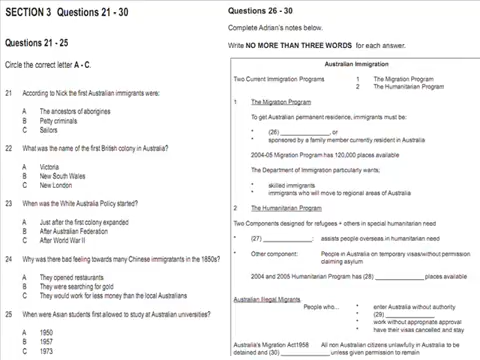 SECTION 3 Questions 21 - 30
Questions 21 - 25
Circle the correct letter A - C.
21 According to Nick the first Australian immigrants were:
A The ancestors of aborigines
B Petty criminals
C Sailors
22 What was the name of the first British colony in Australia?
A Victoria
B New South Wales
C New London
23 When was the White Australia Policy started?
A Just after the first colony expanded
B After Australian Federation
C After World War II
24 Why was there bad feeling towards many Chinese immigrants in the 1850s?
A They opened restaurants
B They were searching for gold
C They would work for less money than the local Australians
25 When were Asian students first allowed to study at Australian universities?
A 1950
B 1957
C 1973
Questions 26 - 30
Complete Adrian's notes below.
Write NO MORE THAN THREE WORDS for each answer.
Australian Immigration
Two Current Immigration Programs 1 The Migration Program
2 The Humanitarian Program
1 The Migration Program
To get Australian permanent residence, immigrants must be:
* (26) ____________, or
* sponsored by a family member currently resident in Australia
2004-05 Migration Program has 120,000 places available
The Department of Immigration particularly wants;
* skilled immigrants
* immigrants who will move to regional areas of Australia
2 The Humanitarian Program
Two Components designed for refugees + others in special humanitarian need
* (27) ____________: assists people overseas in humanitarian need
* Other component: People in Australia on temporary visas/without permission
claiming asylum
2004 and 2005 Humanitarian Program has (28) ____________ places available
Australian Illegal Migrants
People who... * enter Australia without authority
* (29) ____________
* work without appropriate approval
* have their visas cancelled and stay
Australia's Migration Act1958 All non Australian citizens unlawfully in Australia to be
detained and (30) ____________ unless given permission to remain